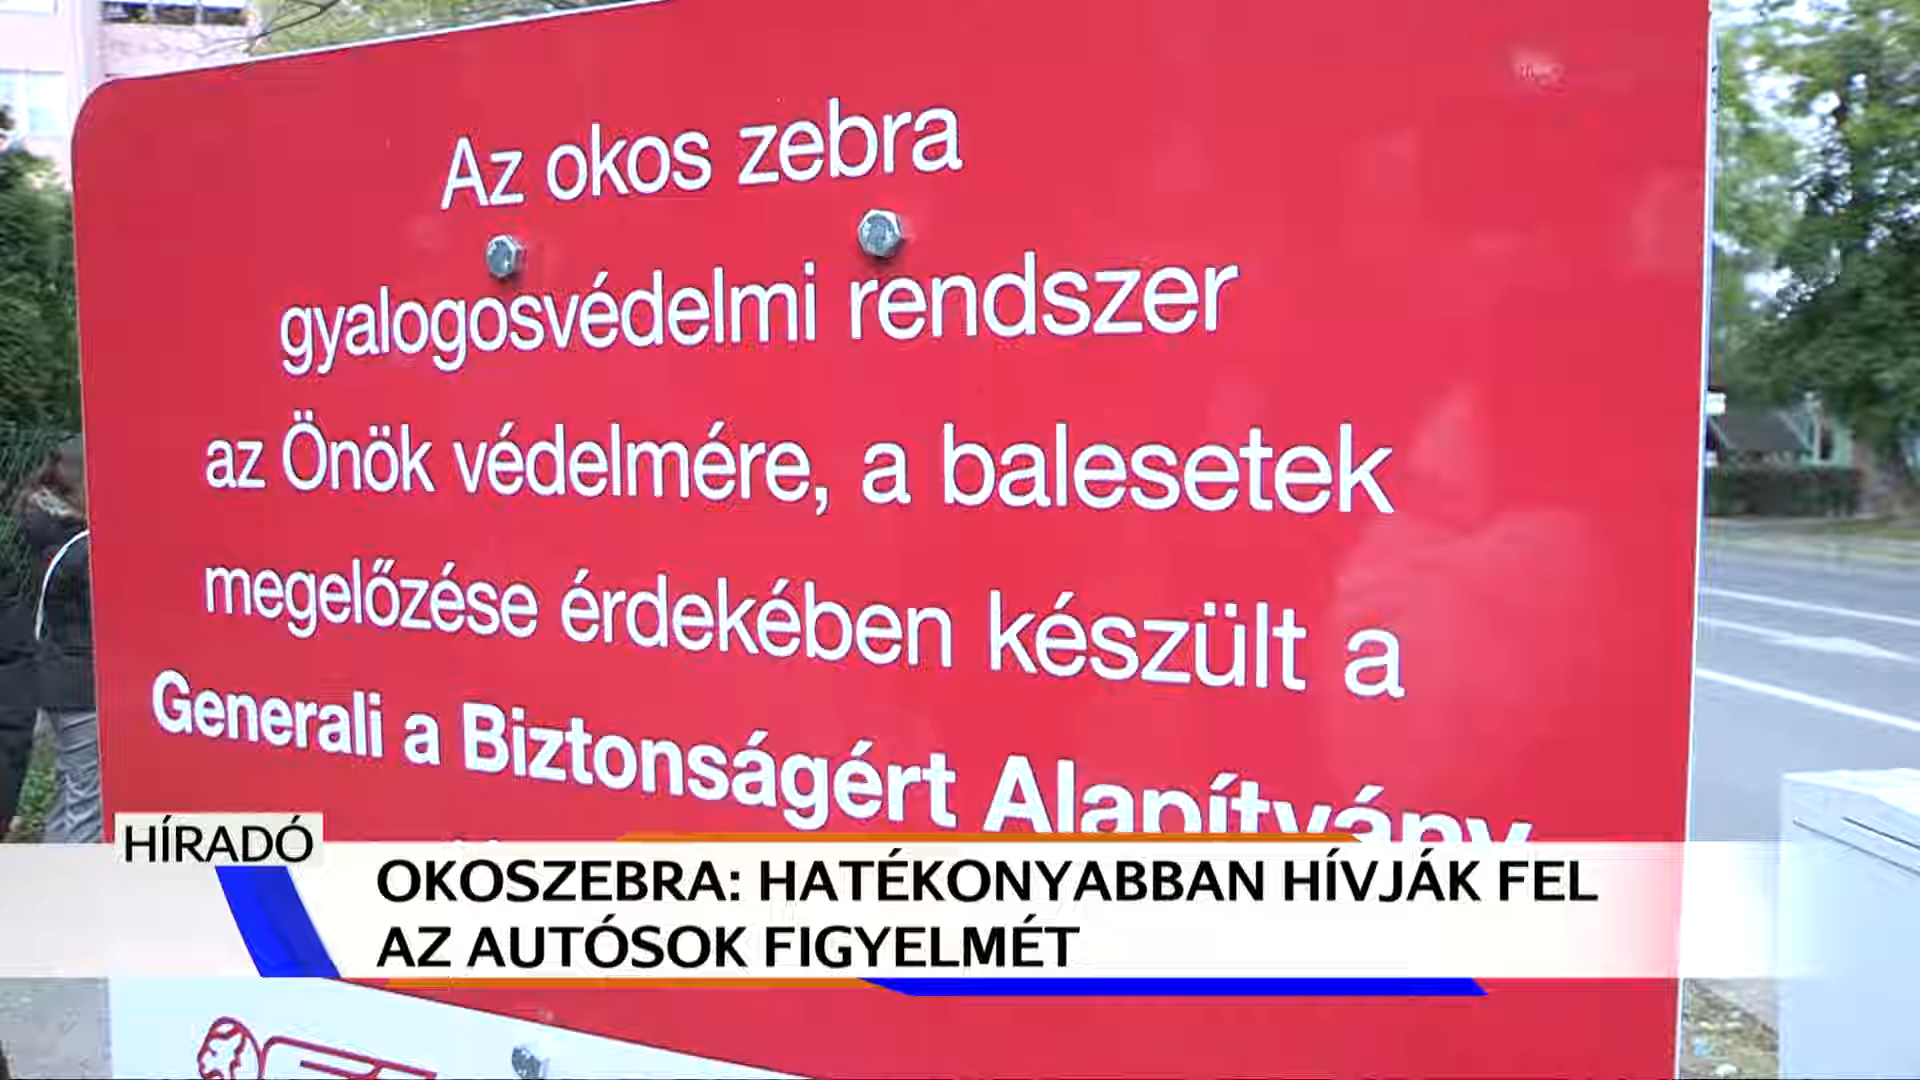 Az okos zebra
gyalogosvédelmi rendszer
az Önök védelmére, a balesetek
megelőzése érdekében készült a
Generali a Biztonságért Alapítvány
HÍRADÓ
OKOSZEBRA: HATÉKONYABBAN HÍVJÁK FEL
AZ AUTÓSOK FIGYELMÉT